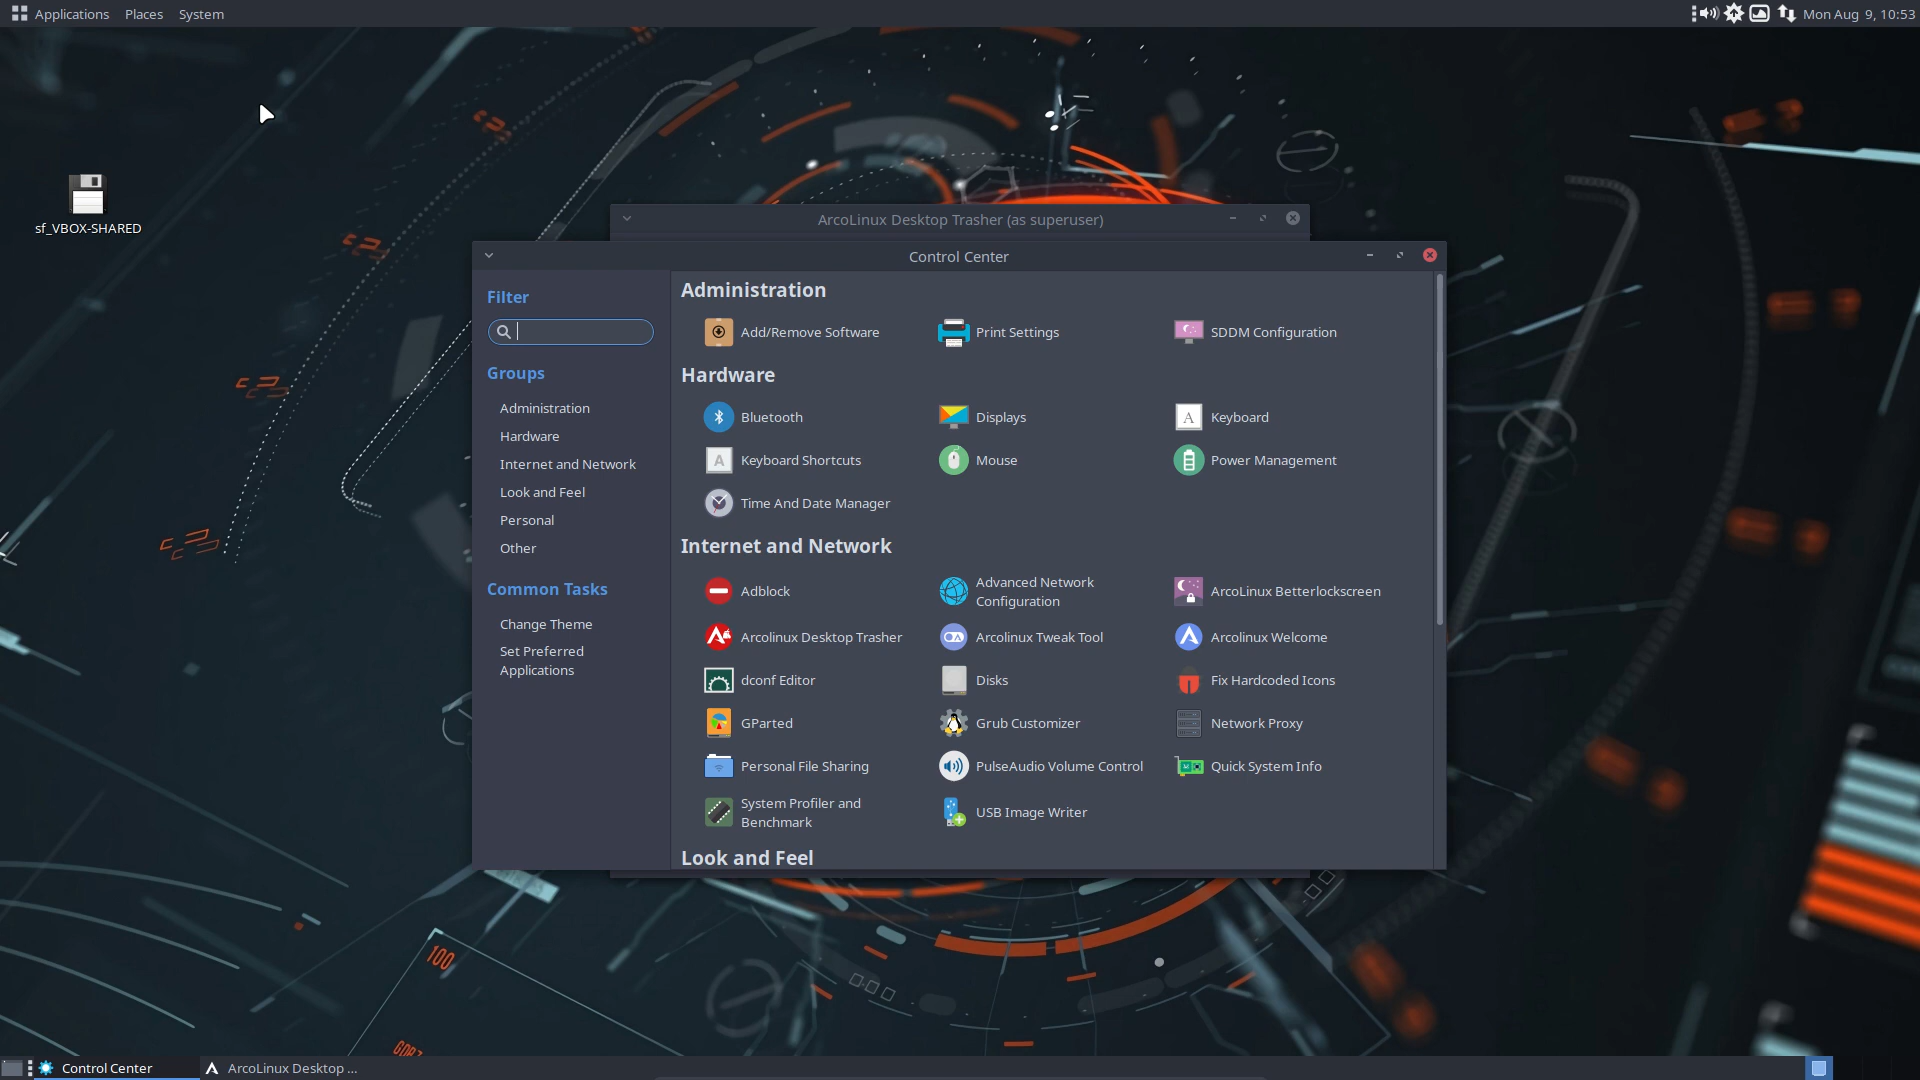 Applications Places System
Mon Aug 9, 10:53
sf_VBOX-SHARED
ArcoLinux Desktop Trasher (as superuser)
Control Center
Filter
Groups
Administration
Hardware
Internet and Network
Look and Feel
Personal
Other
Common Tasks
Change Theme
Set Preferred
Applications
Administration
Add/Remove Software
Print Settings
SDDM Configuration
Hardware
Bluetooth
Displays
Keyboard
Keyboard Shortcuts
Mouse
Power Management
Time And Date Manager
Internet and Network
Adblock
Advanced Network
Configuration
ArcoLinux Betterlockscreen
Arcolinux Desktop Trasher
Arcolinux Tweak Tool
Arcolinux Welcome
dconf Editor
Disks
Fix Hardcoded Icons
GParted
Grub Customizer
Network Proxy
Personal File Sharing
PulseAudio Volume Control
Quick System Info
System Profiler and
Benchmark
USB Image Writer
Look and Feel
100
Control Center
ArcoLinux Desktop ...